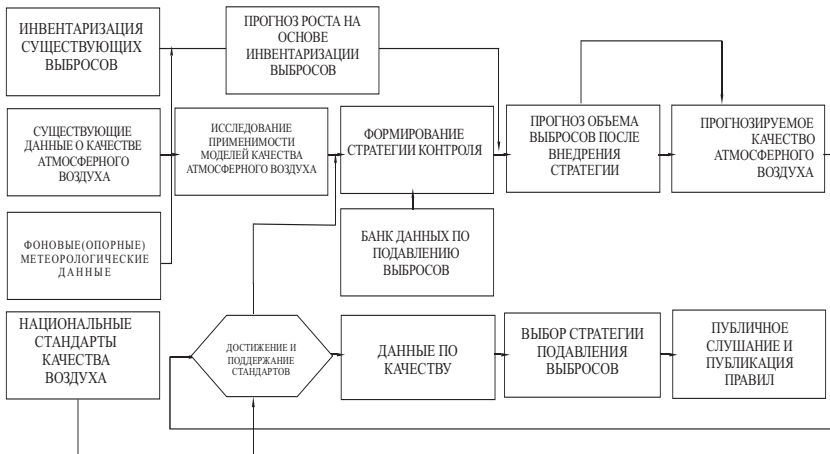 ИНВЕНТАРИЗАЦИЯ
СУЩЕСТВУЮЩИХ
ВЫБРОСОВ
ПРОГНОЗ РОСТА НА
ОСНОВЕ
ИНВЕНТАРИЗАЦИИ
ВЫБРОСОВ
СУЩЕСТВУЮЩИЕ
ДАННЫЕ О КАЧЕСТВЕ
АТМОСФЕРНОГО
ВОЗДУХА
ИССЛЕДОВАНИЕ
ПРИМЕНИМОСТИ
МОДЕЛЕЙ КАЧЕСТВА
АТМОСФЕРНОГО ВОЗДУХА
ФОРМИРОВАНИЕ
СТРАТЕГИИ КОНТРОЛЯ
ПРОГНОЗ ОБЪЕМА
ВЫБРОСОВ ПОСЛЕ
ВНЕДРЕНИЯ
СТРАТЕГИИ
ПРОГНОЗИРУЕМОЕ
КАЧЕСТВО
АТМОСФЕРНОГО
ВОЗДУХА
ФОНОВЫЕ(ОПОРНЫЕ)
МЕТЕОРОЛОГИЧЕСКИЕ
ДАННЫЕ
БАНК ДАННЫХ ПО
ПОДАВЛЕНИЮ
ВЫБРОСОВ
НАЦИОНАЛЬНЫЕ
СТАНДАРТЫ
КАЧЕСТВА
ВОЗДУХА
ДОСТИЖЕНИЕ И
ПОДДЕРЖАНИЕ
СТАНДАРТОВ
ДАННЫЕ ПО
КАЧЕСТВУ
ВЫБОР СТРАТЕГИИ
ПОДАВЛЕНИЯ
ВЫБРОСОВ
ПУБЛИЧНОЕ
СЛУШАНИЕ И
ПУБЛИКАЦИЯ
ПРАВИЛ